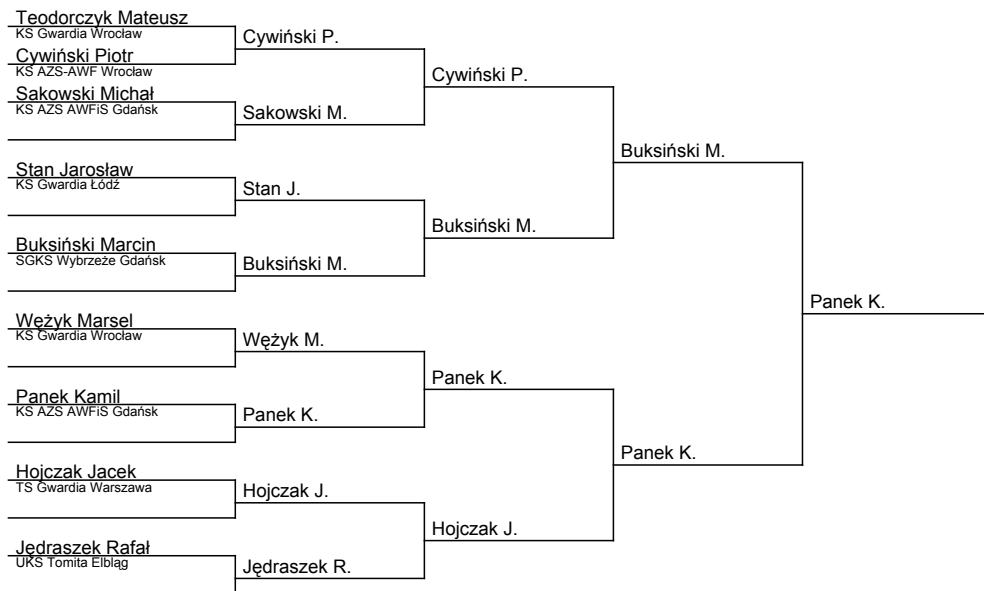 Teodorczyk Mateusz
KS Gwardia Wrocław
Cywiński Piotr
KS AZS-AWF Wrocław
Sakowski Michał
KS AZS AWFiS Gdańsk
Stan Jarosław
KS Gwardia Łódź
Buksiński Marcin
SGKS Wybrzeże Gdańsk
Wężyk Marsel
KS Gwardia Wrocław
Panek Kamil
KS AZS AWFiS Gdańsk
Hojczak Jacek
TS Gwardia Warszawa
Jędraszek Rafał
UKS Tomita Elbląg
Cywiński P.
Sakowski M.
Stan J.
Buksiński M.
Wężyk M.
Panek K.
Hojczak J.
Jędraszek R.
Cywiński P.
Buksiński M.
Panek K.
Hojczak J.
Buksiński M.
Panek K.
Panek K.